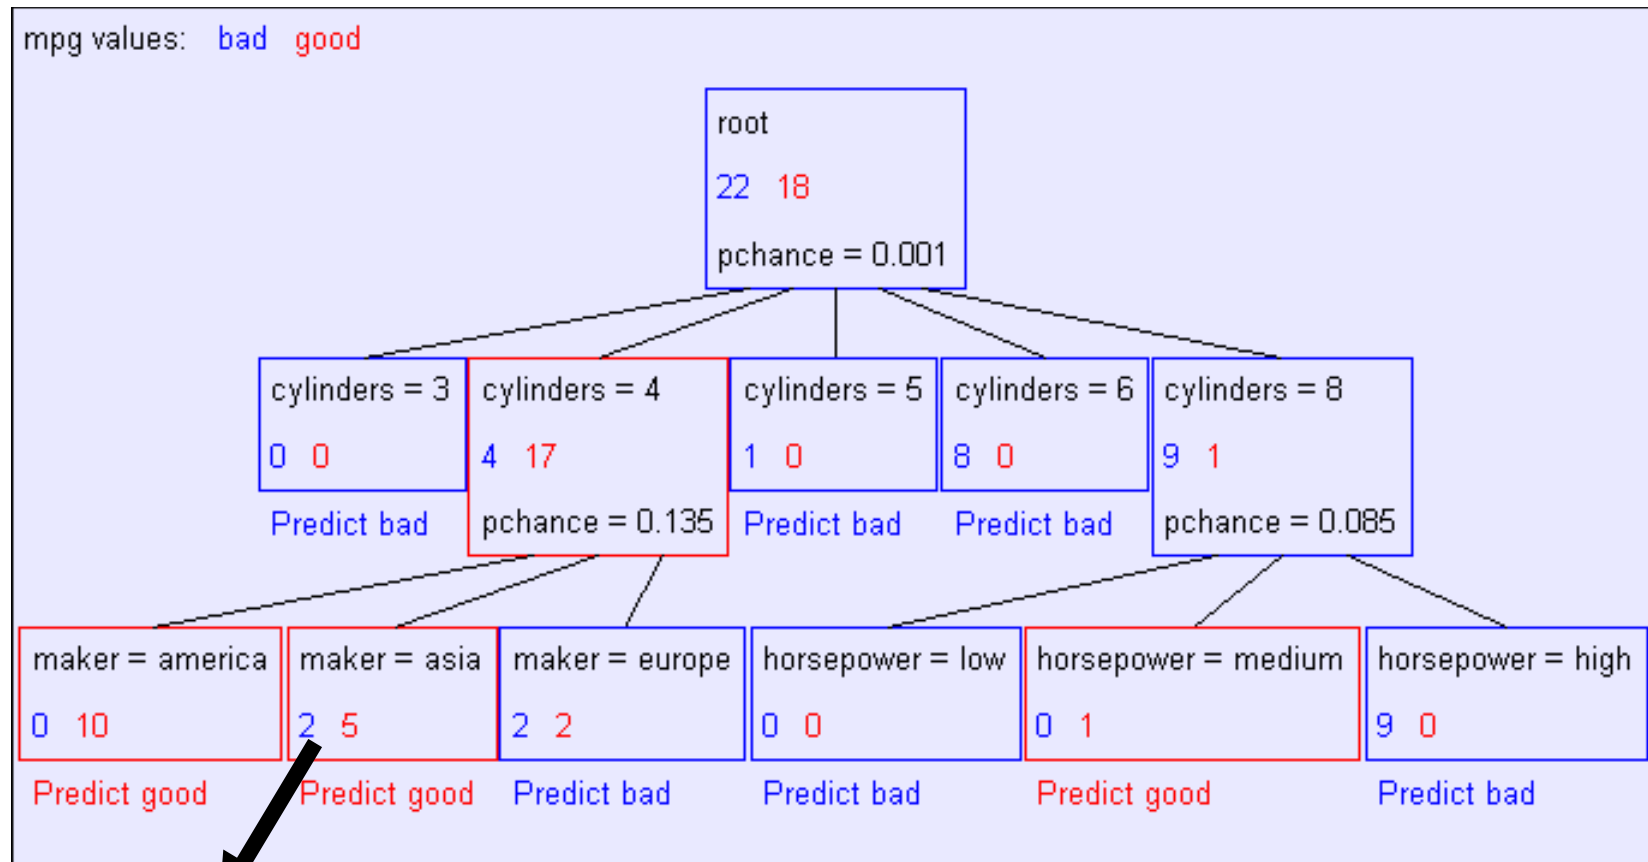 mpg values: bad good
root
22 18
pchance = 0.001
cylinders = 3 cylinders = 4 cylinders = 5 cylinders = 6 cylinders = 8
0 0 4 17 1 0 8 0 9 1
Predict bad pchance = 0.135 Predict bad Predict bad pchance = 0.085
maker = america maker = asia maker = europe horsepower = low horsepower = medium horsepower = high
0 10 2 5 2 2 0 0 0 1 9 0
Predict good Predict good Predict bad Predict bad Predict good Predict bad